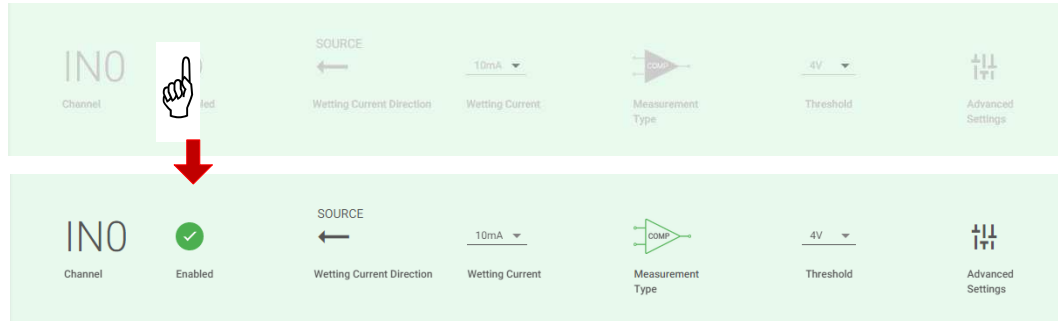 SOURCE
IN0
10mA
COMP
4V
Channel
led
Wetting Current Direction
Wetting Current
Measurement
Type
Threshold
Advanced
Settings
SOURCE
IN0
10mA
COMP
4V
Channel
Enabled
Wetting Current Direction
Wetting Current
Measurement
Type
Threshold
Advanced
Settings